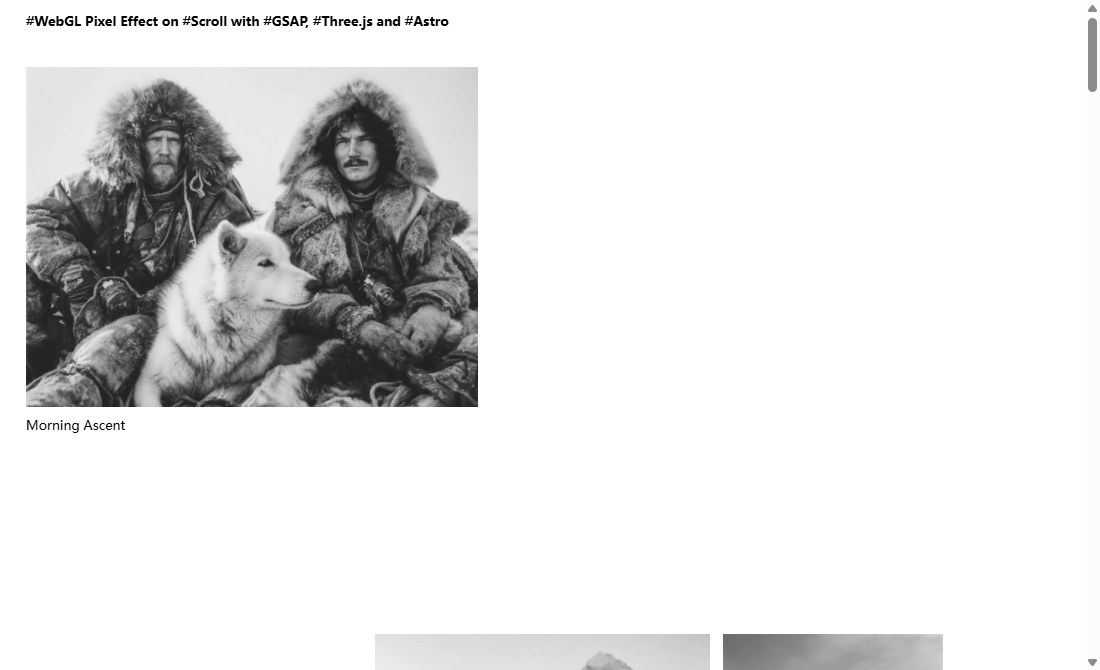 #WebGL Pixel Effect on #Scroll with #GSAP, #Three.js and #Astro
Morning Ascent